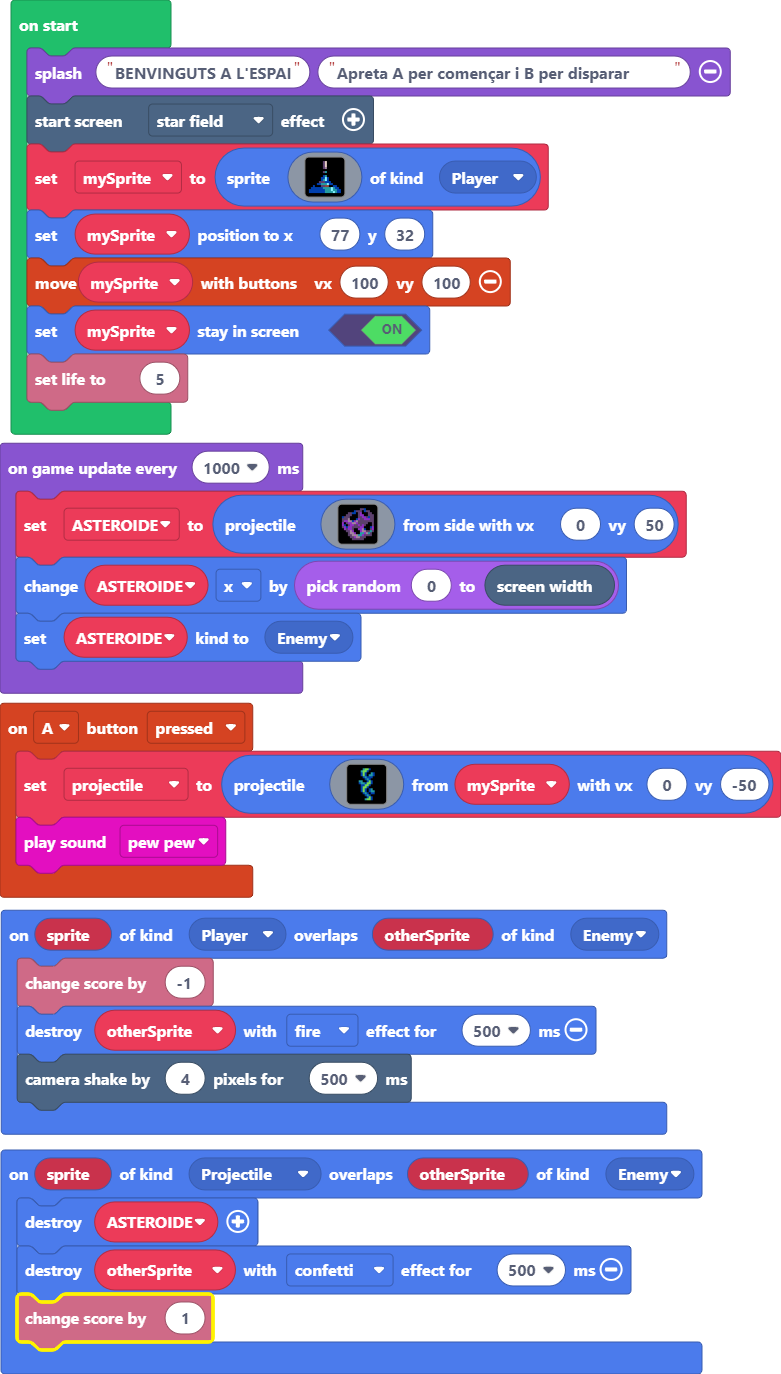 on start
splash "BENVINGUTS A L'ESPAI" "Apreta A per començar i B per disparar"
start screen star field effect
set mySprite to sprite of kind Player
set mySprite position to x 77 y 32
move mySprite with buttons vx 100 vy 100
set mySprite stay in screen ON
set life to 5
on game update every 1000 ms
set ASTEROIDE to projectile from side with vx 0 vy 50
change ASTEROIDE x by pick random 0 to screen width
set ASTEROIDE kind to Enemy
on A button pressed
set projectile to projectile from mySprite with vx 0 vy -50
play sound pew pew
on sprite of kind Player overlaps otherSprite of kind Enemy
change score by -1
destroy otherSprite with fire effect for 500 ms
camera shake by 4 pixels for 500 ms
on sprite of kind Projectile overlaps otherSprite of kind Enemy
destroy ASTEROIDE
destroy otherSprite with confetti effect for 500 ms
change score by 1